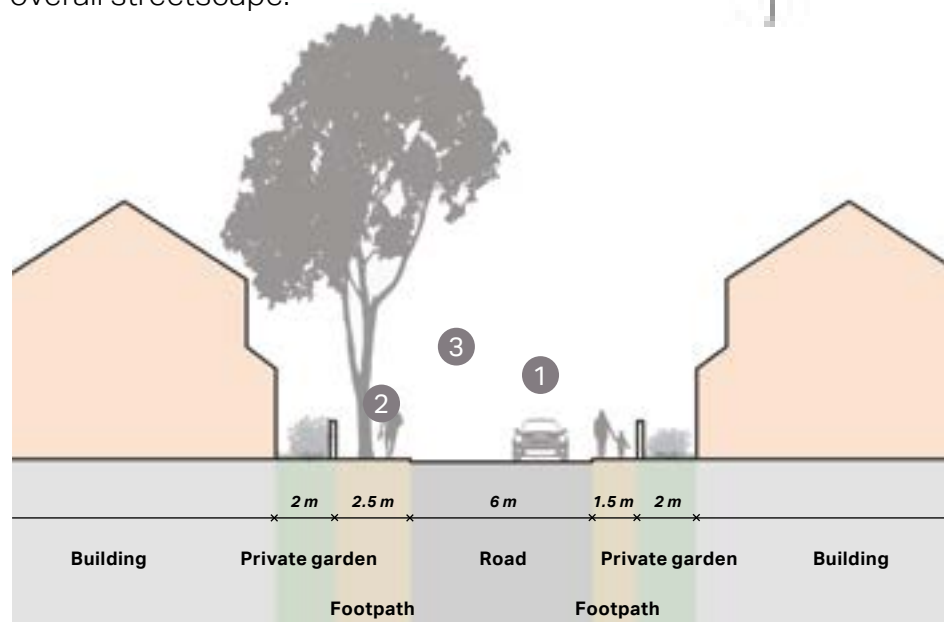 overall streetscape.
3
1
2
2 m 2.5 m 6 m 1.5 m 2 m
Building Private garden Road Private garden Building
Footpath Footpath